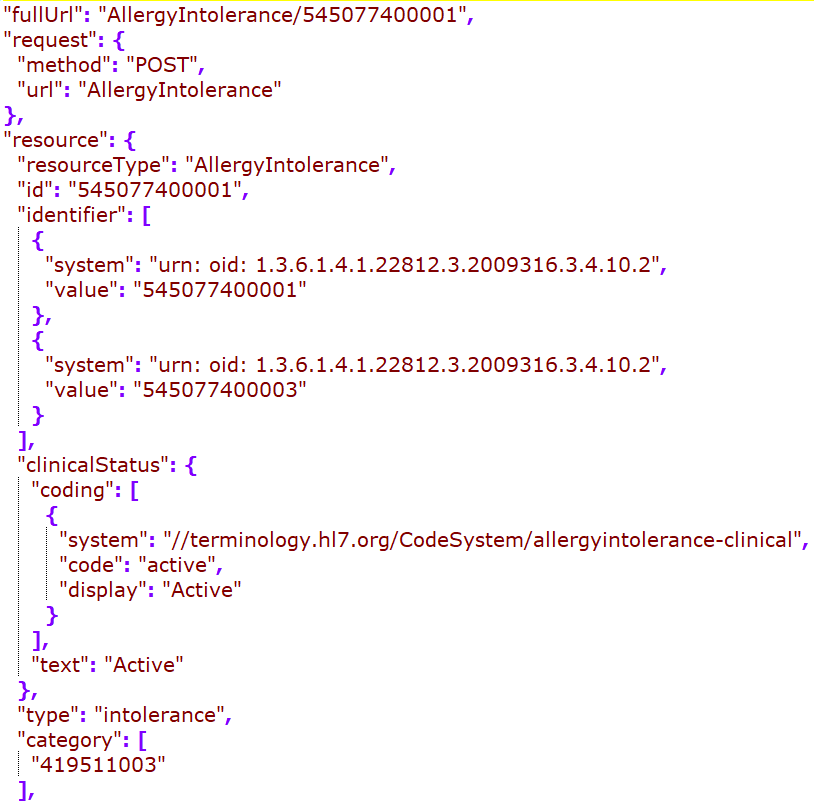 "fullUrl": "AllergyIntolerance/545077400001",
"request": {
"method": "POST",
"url": "AllergyIntolerance"
},
"resource": {
"resourceType": "AllergyIntolerance",
"id": "545077400001",
"identifier": [
{
"system": "urn: oid: 1.3.6.1.4.1.22812.3.2009316.3.4.10.2",
"value": "545077400001"
},
{
"system": "urn: oid: 1.3.6.1.4.1.22812.3.2009316.3.4.10.2",
"value": "545077400003"
}
],
"clinicalStatus": {
"coding": [
{
"system": "//terminology.hl7.org/CodeSystem/allergyintolerance-clinical",
"code": "active",
"display": "Active"
}
],
"text": "Active"
},
"type": "intolerance",
"category": [
"419511003"
],